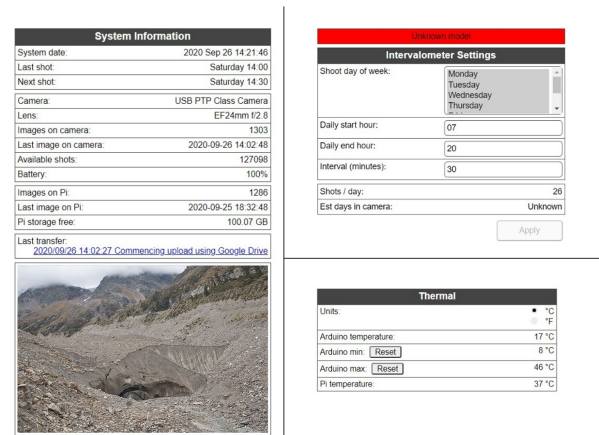 System Information
System date: 2020 Sep 26 14:21:46
Last shot: Saturday 14:00
Next shot: Saturday 14:30
Camera: USB PTP Class Camera
Lens: EF24mm f/2.8
Images on camera: 1303
Last image on camera: 2020-09-26 14:02:48
Available shots: 127098
Battery: 100%
Images on Pi: 1286
Last image on Pi: 2020-09-25 18:32:48
Pi storage free: 100.07 GB
Last transfer:
2020/09/26 14:02:27 Commencing upload using Google Drive
Unknown model
Intervalometer Settings
Shoot day of week: Monday
Tuesday
Wednesday
Thursday
Daily start hour: 07
Daily end hour: 20
Interval (minutes): 30
Shots / day: 26
Est days in camera: Unknown
Apply
Thermal
Units: °C
°F
Arduino temperature: 17 °C
Arduino min: Reset 8 °C
Arduino max: Reset 46 °C
Pi temperature: 37 °C